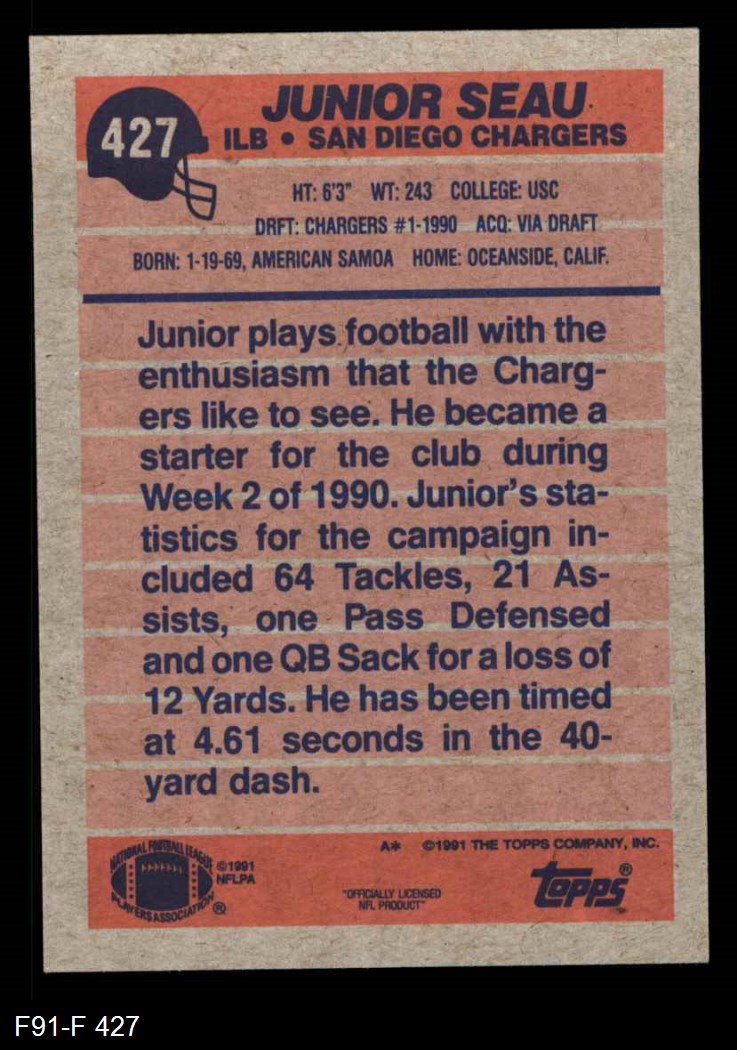 427
JUNIOR SEAU
ILB • SAN DIEGO CHARGERS
HT: 6'3" WT: 243 COLLEGE: USC
DRFT: CHARGERS #1-1990 ACQ: VIA DRAFT
BORN: 1-19-69, AMERICAN SAMOA HOME: OCEANSIDE, CALIF.
Junior plays football with the
enthusiasm that the Charg-
ers like to see. He became a
starter for the club during
Week 2 of 1990. Junior's sta-
tistics for the campaign in-
cluded 64 Tackles, 21 As-
sists, one Pass Defensed
and one QB Sack for a loss of
12 Yards. He has been timed
at 4.61 seconds in the 40-
yard dash.
A* ©1991 THE TOPPS COMPANY, INC.
NATIONAL FOOTBALL LEAGUE
PLAYERS ASSOCIATION ®
©1991
NFLPA
"OFFICIALLY LICENSED
NFL PRODUCT"
topps®
F91-F 427